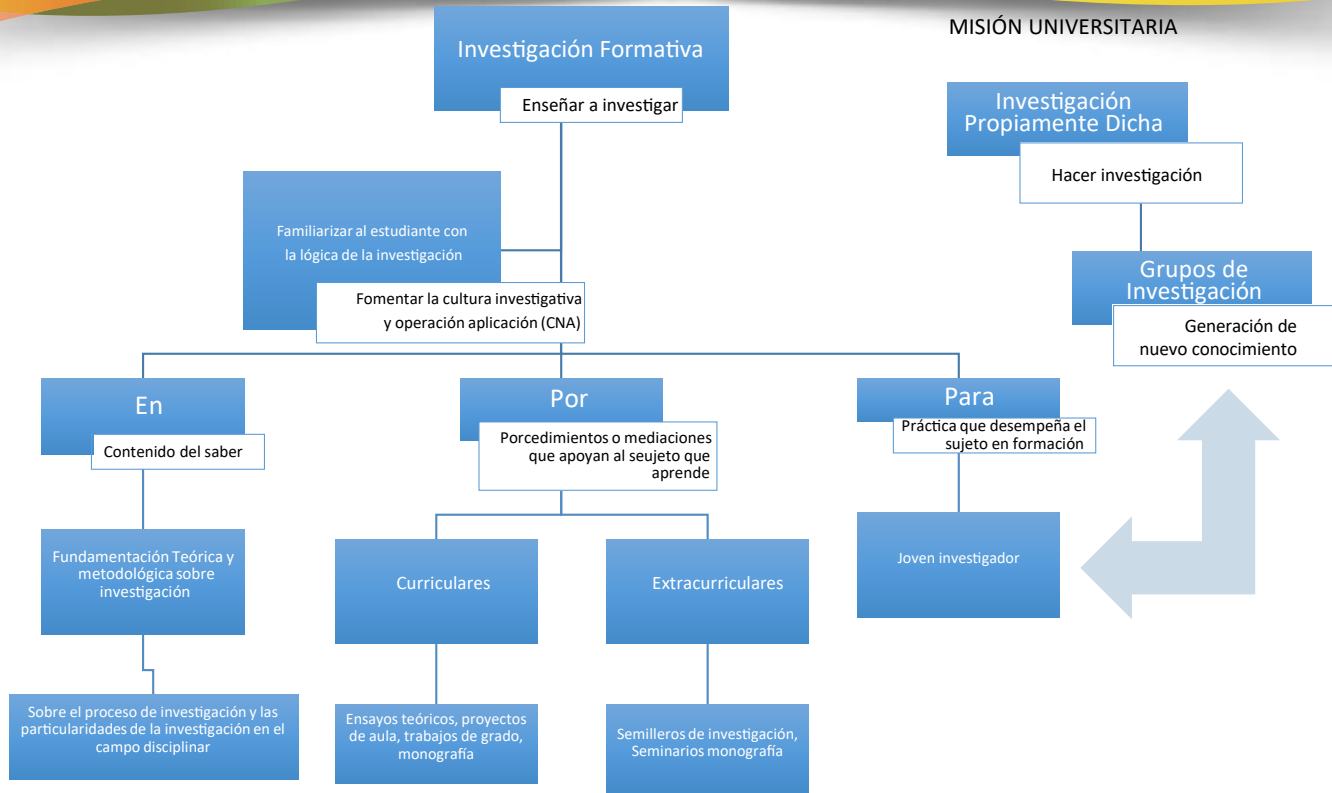 MISIÓN UNIVERSITARIA
Investigación Formativa
Enseñar a investigar
Investigación
Propiamente Dicha
Hacer investigación
Familiarizar al estudiante con
la lógica de la investigación
Fomentar la cultura investigativa
y operación aplicación (CNA)
Grupos de
Investigación
Generación de
nuevo conocimiento
En
Contenido del saber
Por
Porcedimientos o mediaciones
que apoyan al seujeto que
aprende
Para
Práctica que desempeña el
sujeto en formación
Fundamentación Teórica y
metodológica sobre
investigación
Curriculares
Extracurriculares
Joven investigador
Sobre el proceso de investigación y las
particularidades de la investigación en el
campo disciplinar
Ensayos teóricos, proyectos
de aula, trabajos de grado,
monografía
Semilleros de investigación,
Seminarios monografía